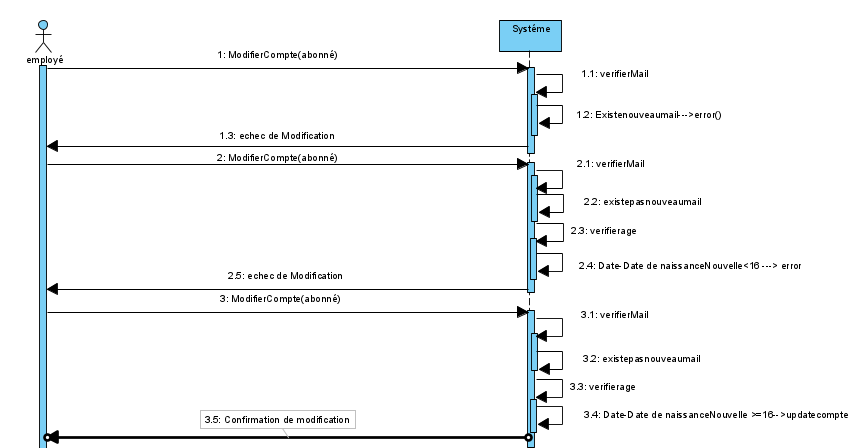 Système
employé
1: ModifierCompte(abonné)
1.1: verifierMail
1.2: Existenouveaumail--->error()
1.3: echec de Modification
2: ModifierCompte(abonné)
2.1: verifierMail
2.2: existepasnouveaumail
2.3: verifierage
2.4: Date-Date de naissanceNouvelle<16 ---> error
2.5: echec de Modification
3: ModifierCompte(abonné)
3.1: verifierMail
3.2: existepasnouveaumail
3.3: verifierage
3.4: Date-Date de naissanceNouvelle >=16-->updatecompte
3.5: Confirmation de modification